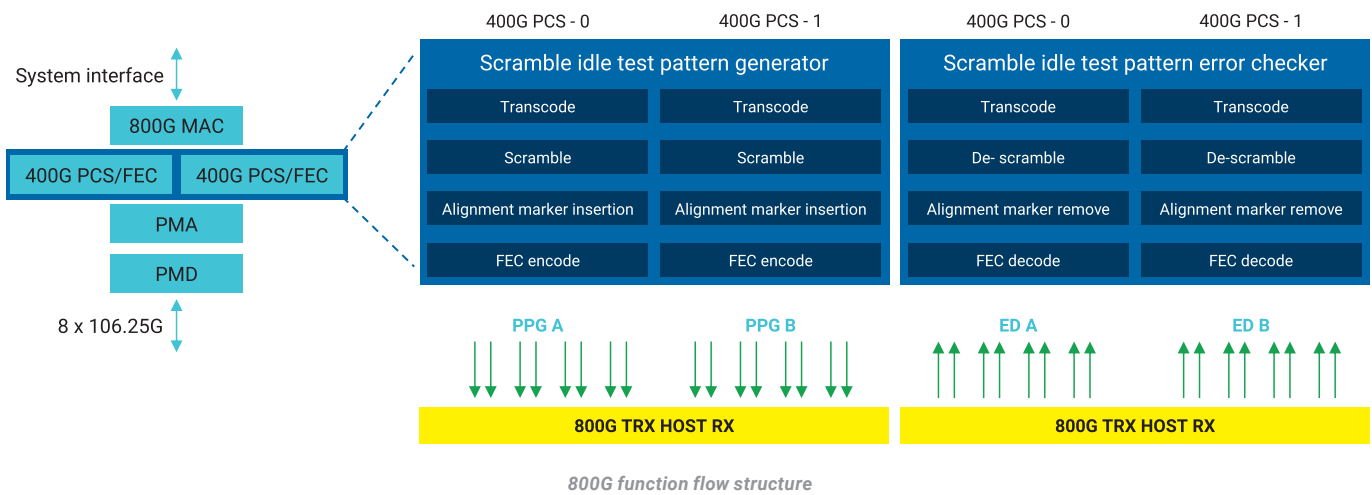 System interface
800G MAC
400G PCS/FEC
400G PCS/FEC
PMA
PMD
8 x 106.25G
400G PCS - 0
400G PCS - 1
Scramble idle test pattern generator
Transcode
Transcode
Scramble
Scramble
Alignment marker insertion
Alignment marker insertion
FEC encode
FEC encode
PPG A
PPG B
800G TRX HOST RX
400G PCS - 0
400G PCS - 1
Scramble idle test pattern error checker
Transcode
Transcode
De- scramble
De-scramble
Alignment marker remove
Alignment marker remove
FEC decode
FEC decode
ED A
ED B
800G TRX HOST RX
800G function flow structure